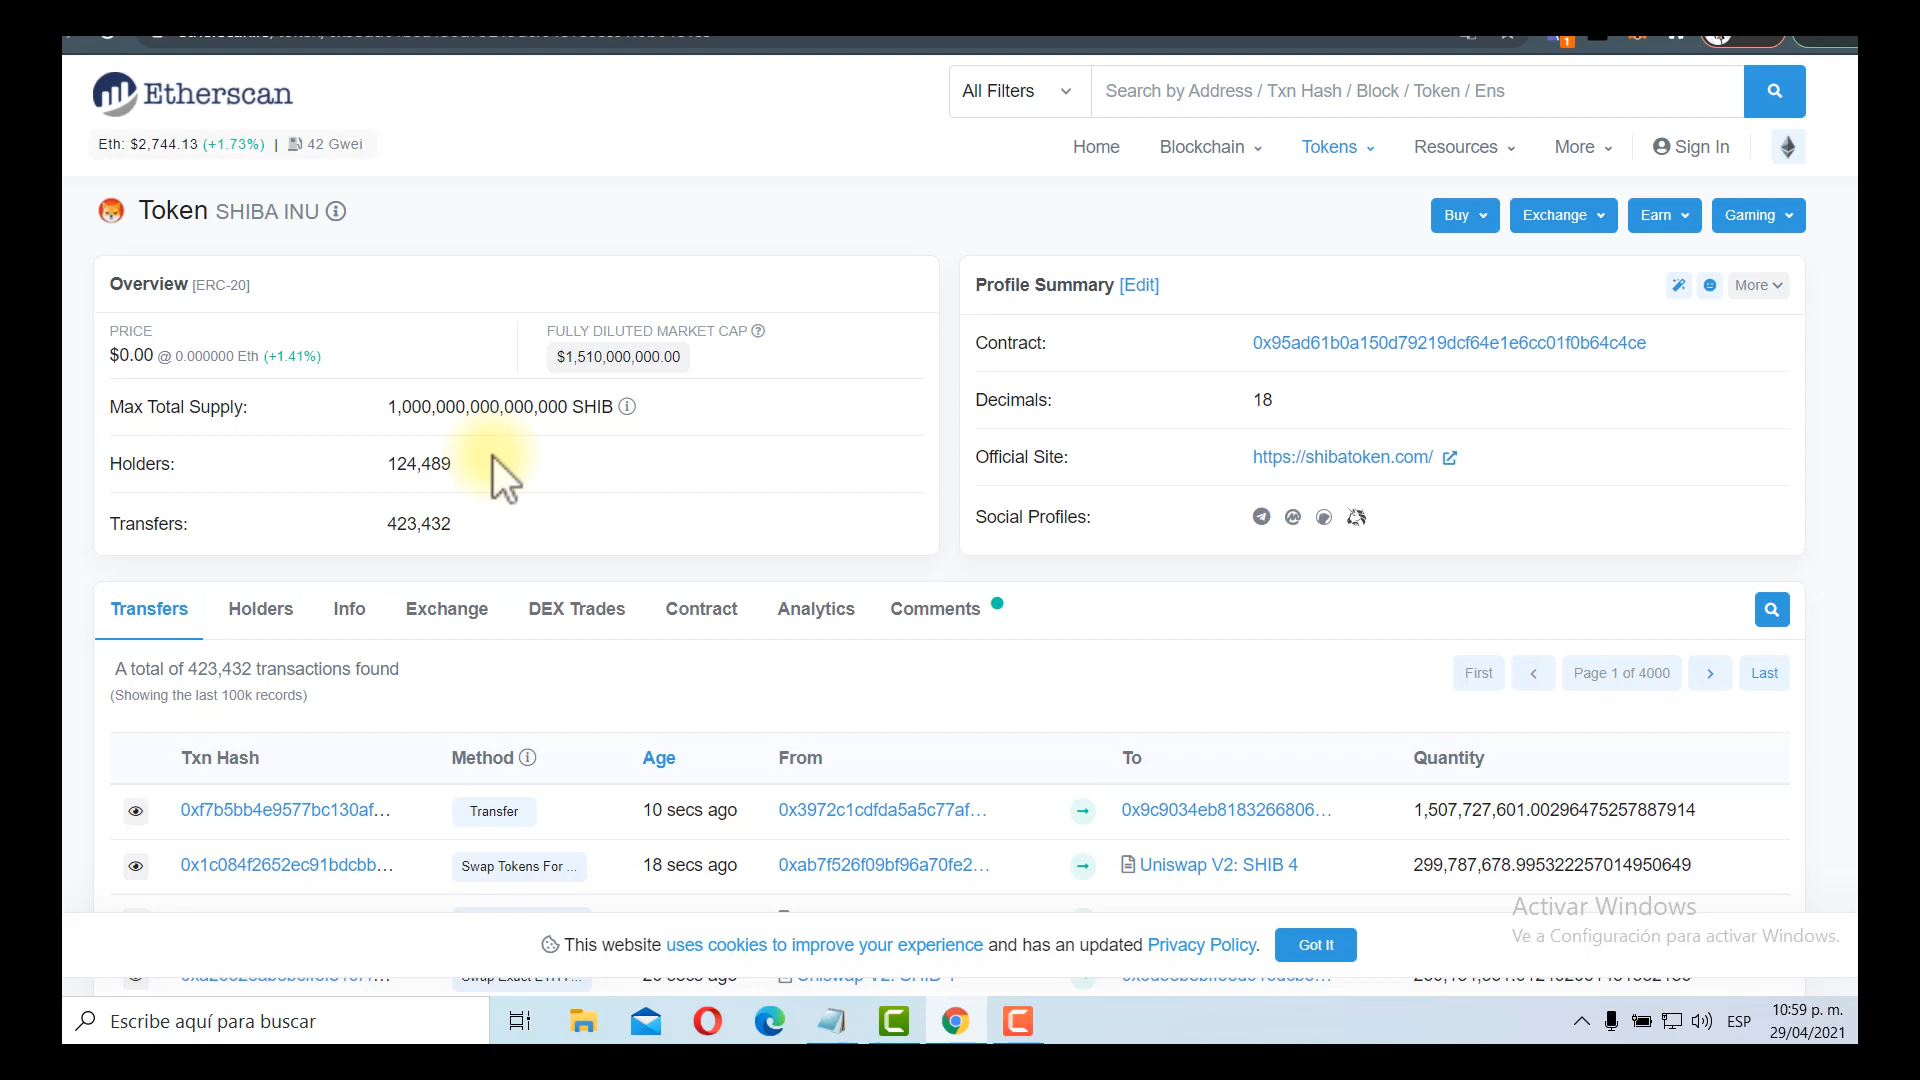 Etherscan
All Filters
Search by Address / Txn Hash / Block / Token / Ens
Eth: $2,744.13 (+1.73%) | 42 Gwei
Home Blockchain Tokens Resources More Sign In
Token SHIBA INU
Buy Exchange Earn Gaming
Overview [ERC-20]
PRICE
$0.00 @ 0.000000 Eth (+1.41%)
FULLY DILUTED MARKET CAP
$1,510,000,000.00
Max Total Supply: 1,000,000,000,000,000 SHIB
Holders: 124,489
Transfers: 423,432
Profile Summary [Edit]
More
Contract: 0x95ad61b0a150d79219dcf64e1e6cc01f0b64c4ce
Decimals: 18
Official Site: https://shibatoken.com/
Social Profiles:
Transfers Holders Info Exchange DEX Trades Contract Analytics Comments
A total of 423,432 transactions found
(Showing the last 100k records)
First Page 1 of 4000 Last
Txn Hash Method Age From To Quantity
0xf7b5bb4e9577bc130af... Transfer 10 secs ago 0x3972c1cdfda5a5c77af... 0x9c9034eb8183266806... 1,507,727,601.00296475257887914
0x1c084f2652ec91bdcbb... Swap Tokens For ... 18 secs ago 0xab7f526f09bf96a70fe2... Uniswap V2: SHIB 4 299,787,678.995322257014950649
Activar Windows
Ve a Configuración para activar Windows.
This website uses cookies to improve your experience and has an updated Privacy Policy.
Got It
Escribe aquí para buscar
1
ESP
10:59 p. m.
29/04/2021